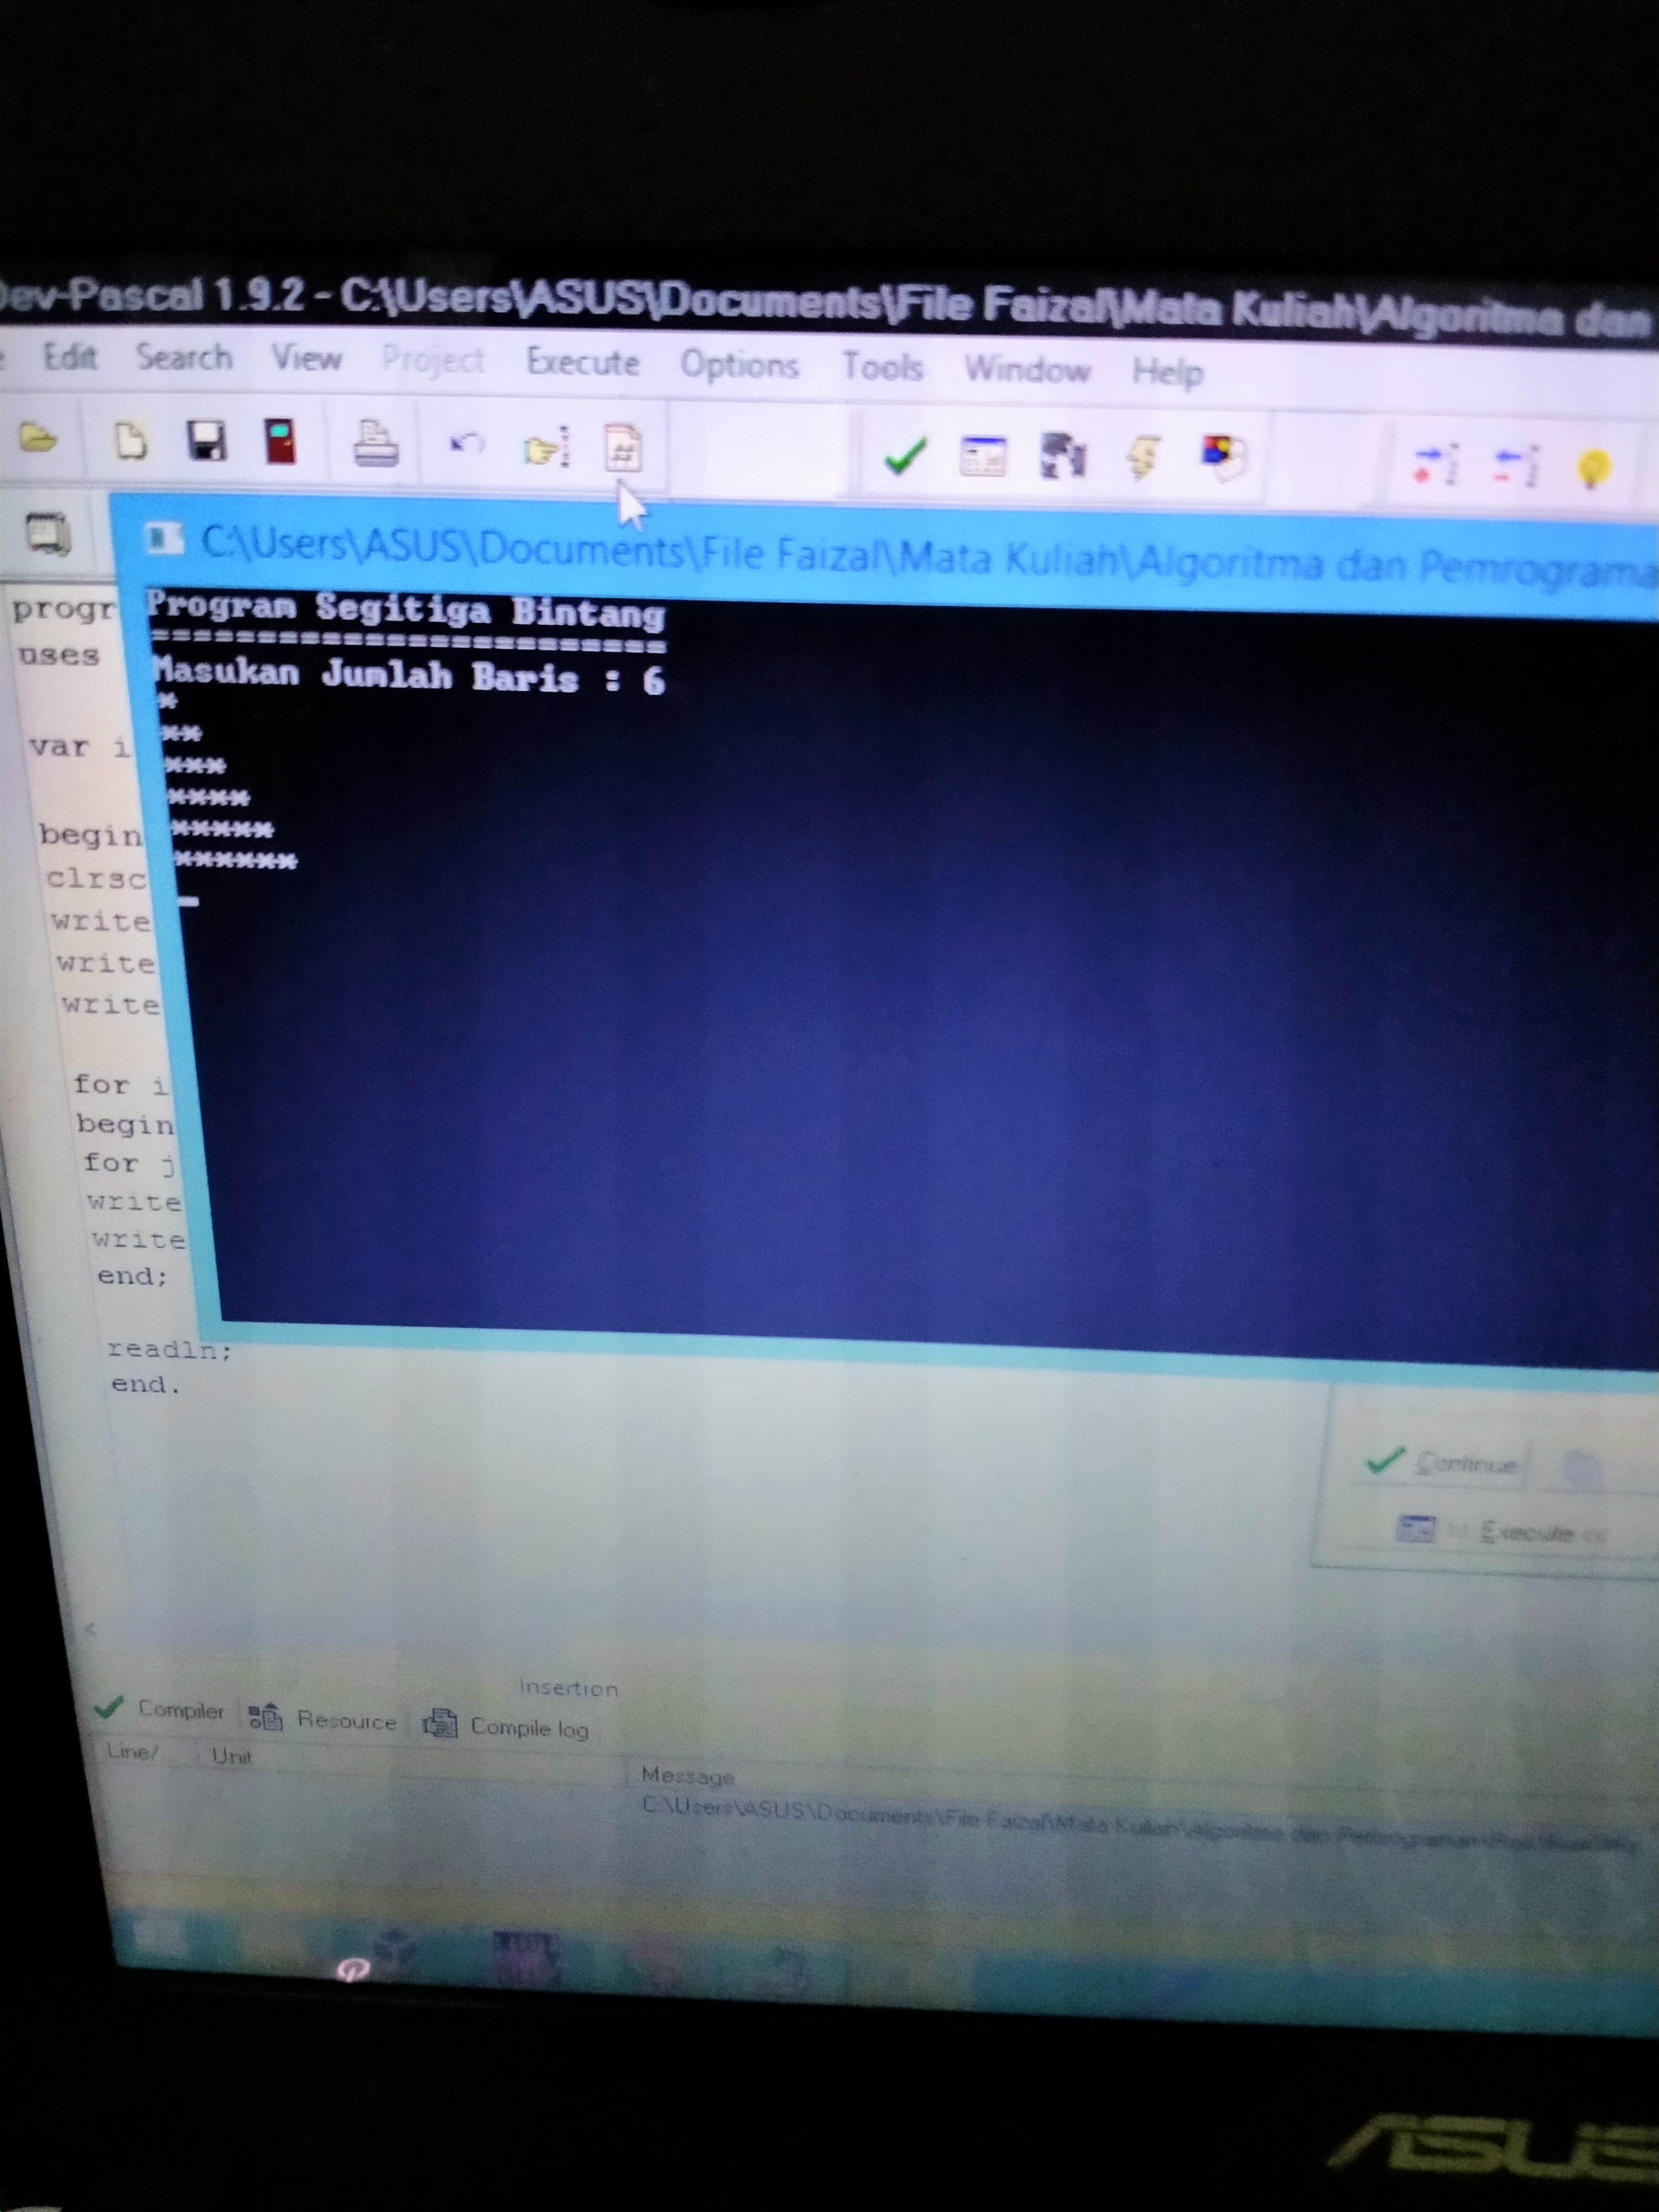 Dev-Pascal 1.9.2 - C:\Users\ASUS\Documents\File Faizal\Mata Kuliah\Algoritma dan
Edit Search View Project Execute Options Tools Window Help
C:\Users\ASUS\Documents\File Faizal\Mata Kuliah\Algoritma dan Pemrograma
Program Segitiga Bintang
========================
Masukan Jumlah Baris : 6
*
**
***
****
*****
******
_
progr
uses
var i
begin
clrsc
write
write
write
for i
begin
for j
write
write
end;
readln;
end.
Continue
>> Execute <<
Insertion
Compiler Resource Compile log
Line/ Unit Message
C:\Users\ASUS\Documents\File Faizal\Mata Kuliah\Algoritma dan Pemrograman
ASUS